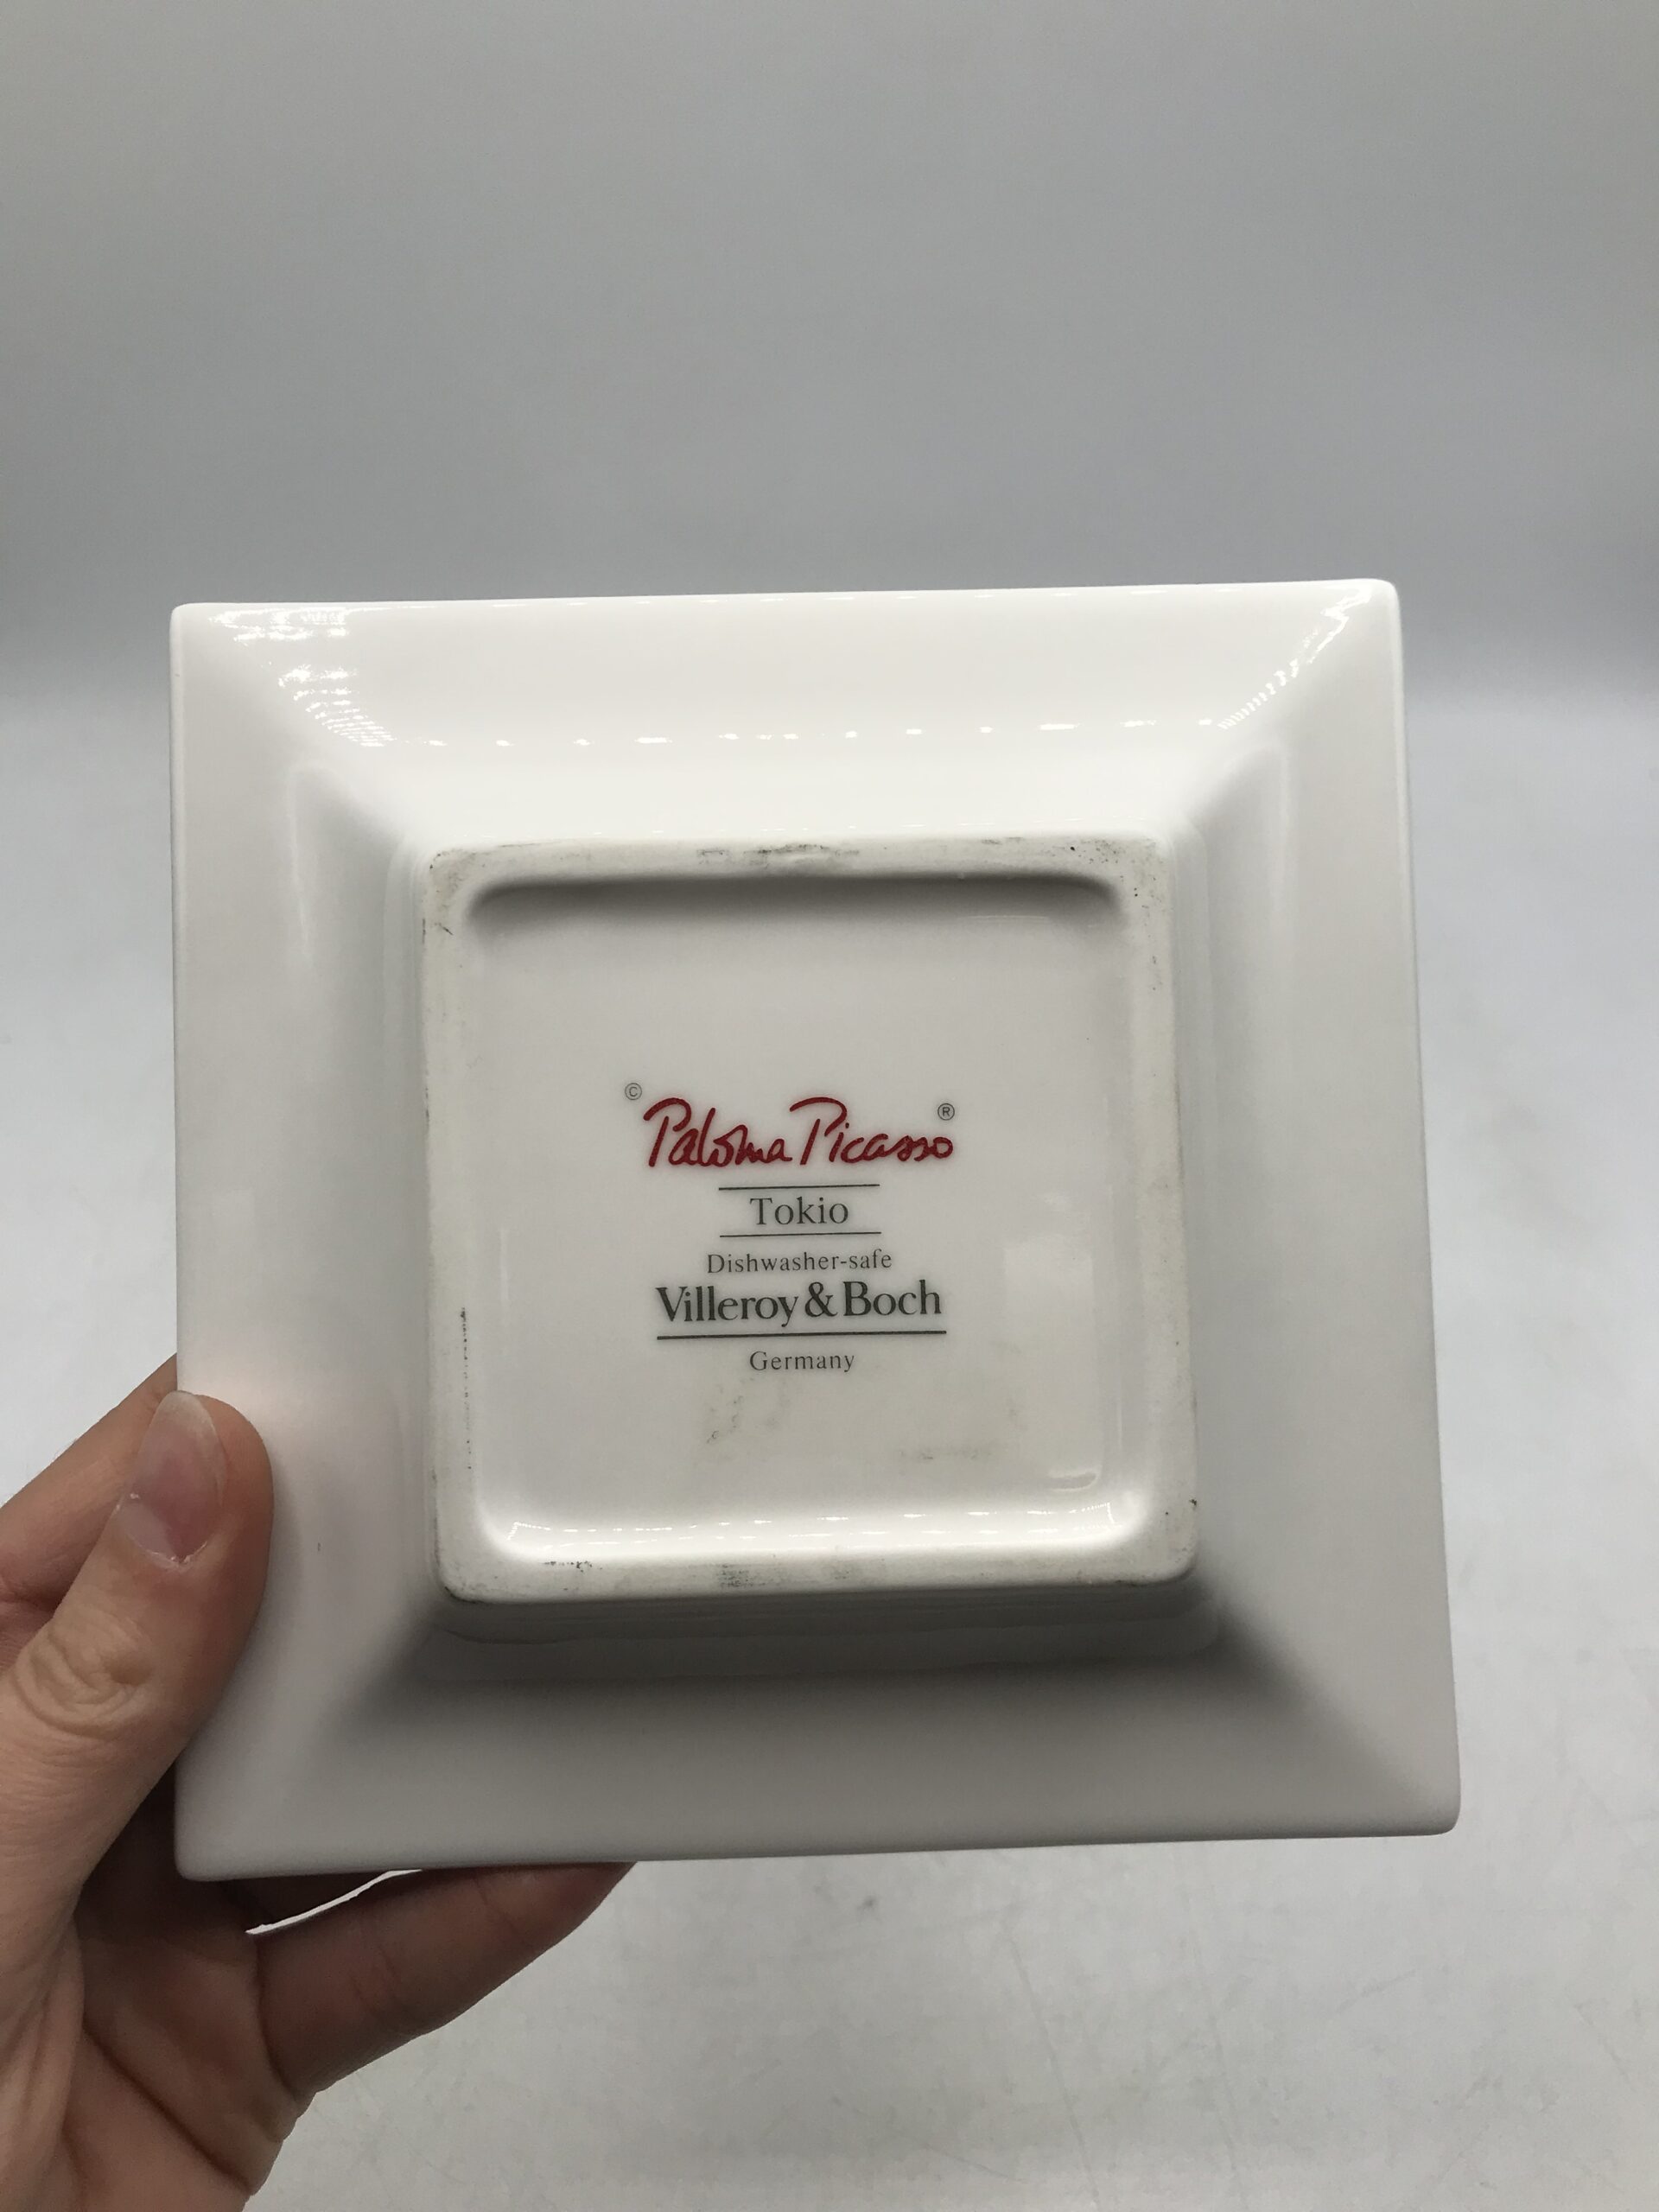 © Paloma Picasso ®
Tokio
Dishwasher-safe
Villeroy & Boch
Germany